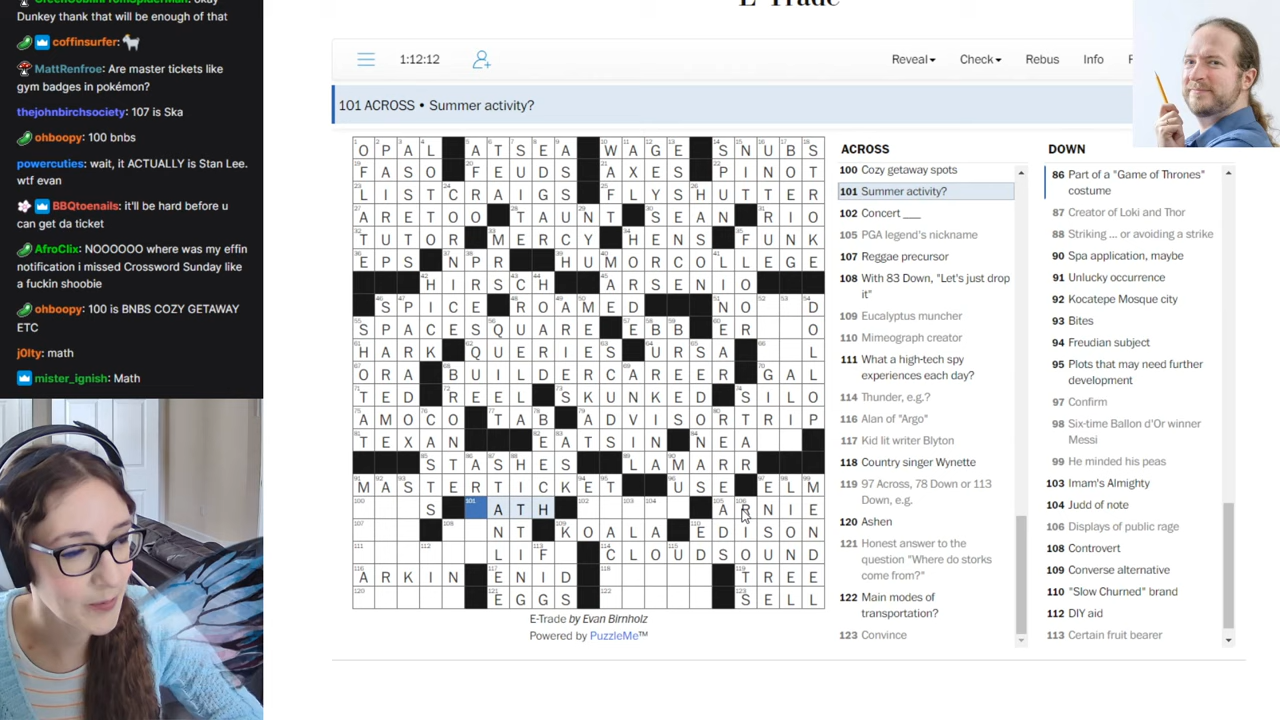 Dunkey thank that will be enough of that
coffinsurfer:
MattRenfroe: Are master tickets like
gym badges in pokémon?
thejohnbirchsociety: 107 is Ska
ohboopy: 100 bnbs
powercuties: wait, it ACTUALLY is Stan Lee.
wtf evan
BBQtoenails: it'll be hard before u
can get da ticket
AfroClix: NOOOOOO where was my effin
notification i missed Crossword Sunday like
a fuckin shoobie
ohboopy: 100 is BNBS COZY GETAWAY
ETC
j0lty: math
mister_ignish: Math
E-Trade
1:12:12
Reveal
Check
Rebus
Info
101 ACROSS • Summer activity?
OPAL ATSEA WAGE SNUBS
FASO FEUDS AXES PINOT
LISTCRAIGS FLYSHUTTER
ARETOO TAUNT SEAN RIO
TUTOR MERCY HENS FUNK
EPS NPR HUMORCOLLEGE
HIRSCH ARSENIO
SPICE ROAMED NO D
SPACESQUARE EBB ER O
HARK QUERIES URSA L
ORA BUILDERCAREER GAL
TED REEL SKUNKED SILO
AMOCO TAB ADVISORTRIP
TEXAN EATSIN NEA
STASHES LAMARR
MASTERTICKET USE ELM
S ATH ARNIE
NT KOALA EDISON
LIF CLOUDSOUND
ARKIN ENID TREE
EGGS SELL
E-Trade by Evan Birnholz
Powered by PuzzleMe™
ACROSS
100 Cozy getaway spots
101 Summer activity?
102 Concert ___
105 PGA legend's nickname
107 Reggae precursor
108 With 83 Down, "Let's just drop
it"
109 Eucalyptus muncher
110 Mimeograph creator
111 What a high-tech spy
experiences each day?
114 Thunder, e.g.?
116 Alan of "Argo"
117 Kid lit writer Blyton
118 Country singer Wynette
119 97 Across, 78 Down or 113
Down, e.g.
120 Ashen
121 Honest answer to the
question "Where do storks
come from?"
122 Main modes of
transportation?
123 Convince
DOWN
86 Part of a "Game of Thrones"
costume
87 Creator of Loki and Thor
88 Striking ... or avoiding a strike
90 Spa application, maybe
91 Unlucky occurrence
92 Kocatepe Mosque city
93 Bites
94 Freudian subject
95 Plots that may need further
development
97 Confirm
98 Six-time Ballon d'Or winner
Messi
99 He minded his peas
103 Imam's Almighty
104 Judd of note
106 Displays of public rage
108 Controvert
109 Converse alternative
110 "Slow Churned" brand
112 DIY aid
113 Certain fruit bearer